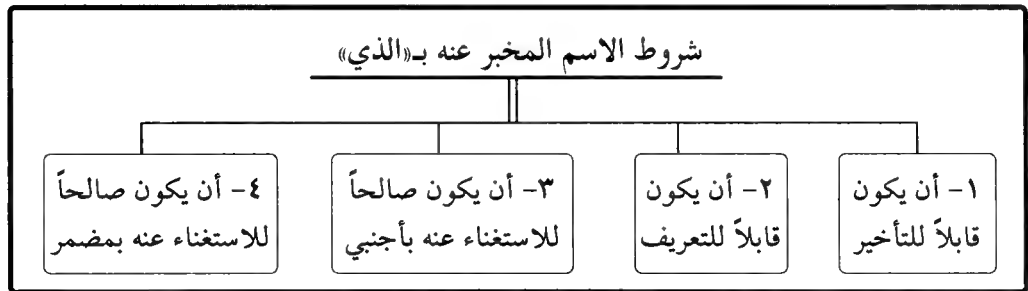 شروط الاسم المخبر عنه بـ«الذي»
١- أن يكون
قابلاً للتأخير
٢- أن يكون
قابلاً للتعريف
٣- أن يكون صالحاً
للاستغناء عنه بأجنبي
٤- أن يكون صالحاً
للاستغناء عنه بمضمر